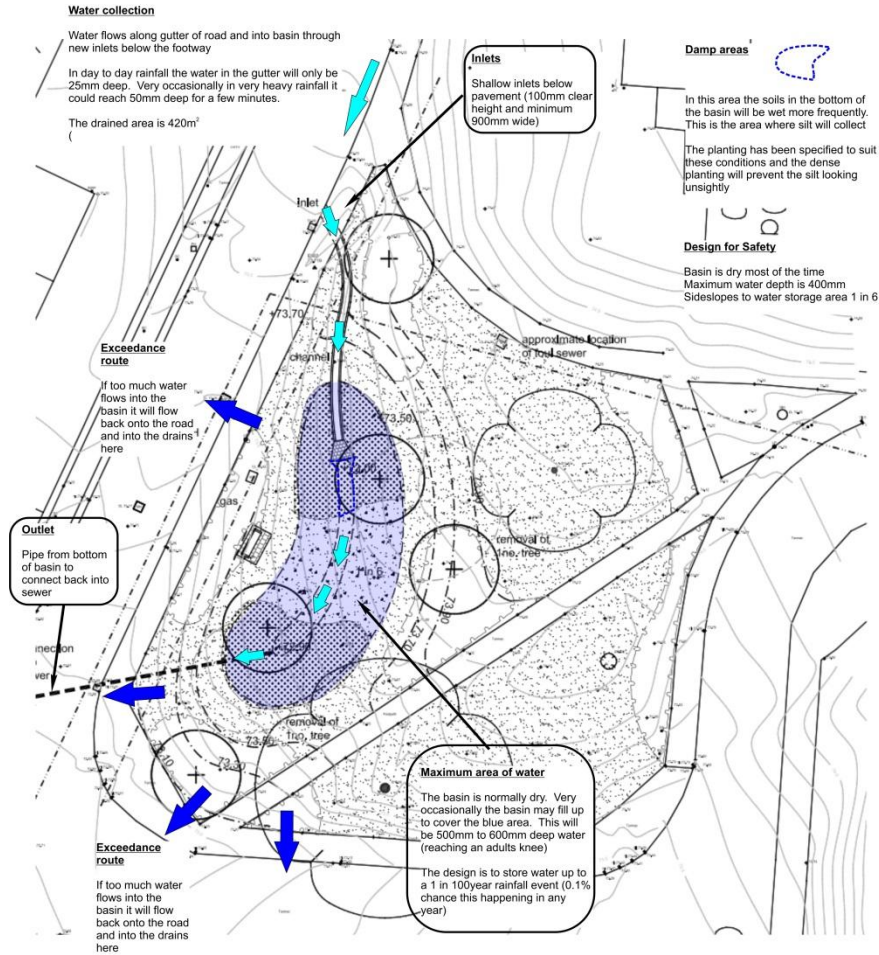 Water collection
Water flows along gutter of road and into basin through
new inlets below the footway
In day to day rainfall the water in the gutter will only be
25mm deep. Very occasionally in very heavy rainfall it
could reach 50mm deep for a few minutes.
The drained area is 420m²
(
Inlets
Shallow inlets below
pavement (100mm clear
height and minimum
900mm wide)
Damp areas
In this area the soils in the bottom of
the basin will be wet more frequently.
This is the area where silt will collect
The planting has been specified to suit
these conditions and the dense
planting will prevent the silt looking
unsightly
Design for Safety
Basin is dry most of the time
Maximum water depth is 400mm
Sideslopes to water storage area 1 in 6
Inlet
+73.70
channel
approximate location
of foul sewer
Exceedance
route
If too much water
flows into the
basin it will flow
back onto the road
and into the drains
here
73.50
gas
removal of
1no. tree
Outlet
Pipe from bottom
of basin to
connect back into
sewer
1in 6
73.70
removal of
1no. tree
73.50
73.30
Maximum area of water
The basin is normally dry. Very
occasionally the basin may fill up
to cover the blue area. This will
be 500mm to 600mm deep water
(reaching an adults knee)
The design is to store water up to
a 1 in 100year rainfall event (0.1%
chance this happening in any
year)
Exceedance
route
If too much water
flows into the
basin it will flow
back onto the road
and into the drains
here